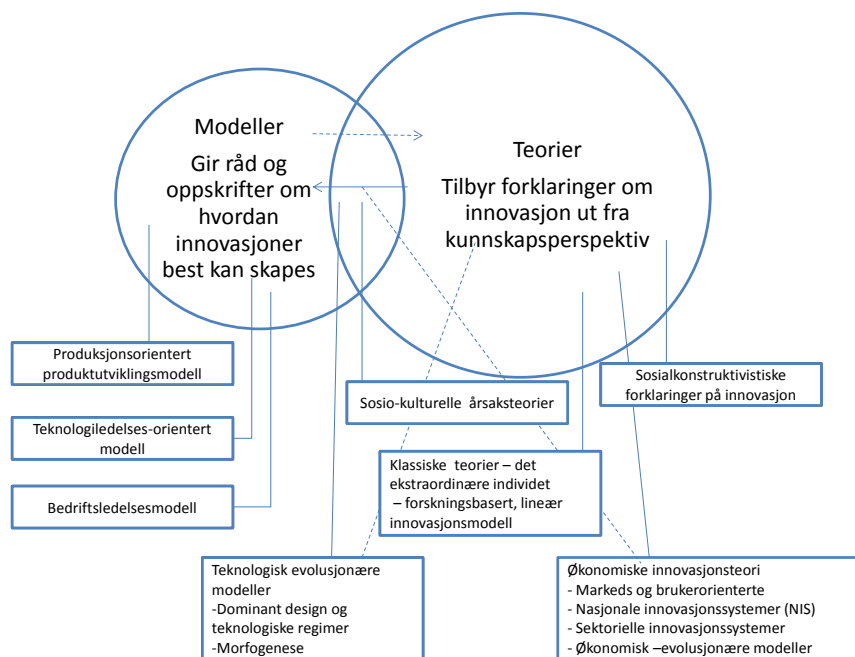 Modeller
Gir råd og
oppskrifter om
hvordan
innovasjoner
best kan skapes
Teorier
Tilbyr forklaringer om
innovasjon ut fra
kunnskapsperspektiv
Produksjonsorientert
produktutviklingsmodell
Teknologiledelses-orientert
modell
Bedriftsledelsesmodell
Sosio-kulturelle årsaksteorier
Sosialkonstruktivistiske
forklaringer på innovasjon
Klassiske teorier – det
ekstraordinære individet
– forskningsbasert, lineær
innovasjonsmodell
Teknologisk evolusjonære
modeller
-Dominant design og
teknologiske regimer
-Morfogenese
Økonomiske innovasjonsteori
- Markeds og brukerorienterte
- Nasjonale innovasjonssystemer (NIS)
- Sektorielle innovasjonssystemer
- Økonomisk –evolusjonære modeller